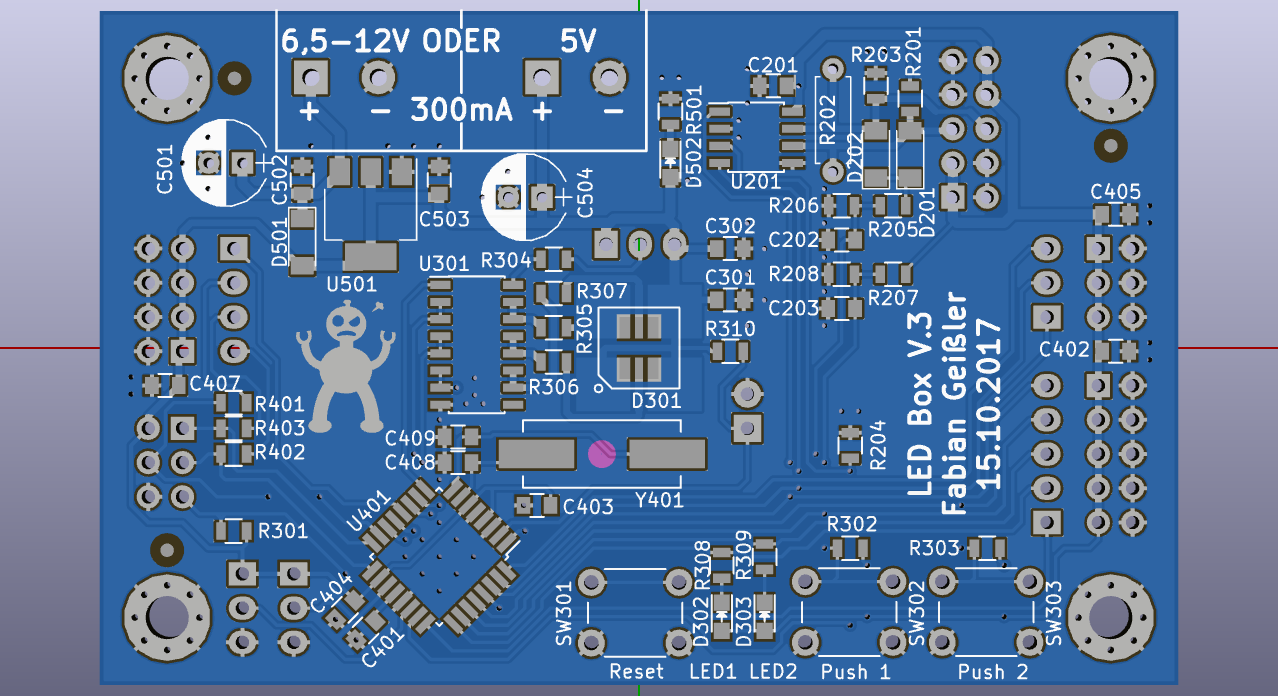 6,5-12V ODER
5V
+
-
300mA
+
-
C501
+
C502
C503
D501
U501
+
C504
D502
R501
C201
U201
R202
R203
R201
D202
D201
R206
R205
C202
R208
R207
C203
C302
C301
R310
U301
R304
R307
R305
R306
D301
C405
C402
C407
R401
R403
R402
C409
C408
Y401
C403
U401
R301
C404
C401
R204
LED Box V.3
Fabian Geißler
15.10.2017
R302
R303
R308
R309
D302
D303
SW301
SW302
SW303
Reset
LED1
LED2
Push 1
Push 2